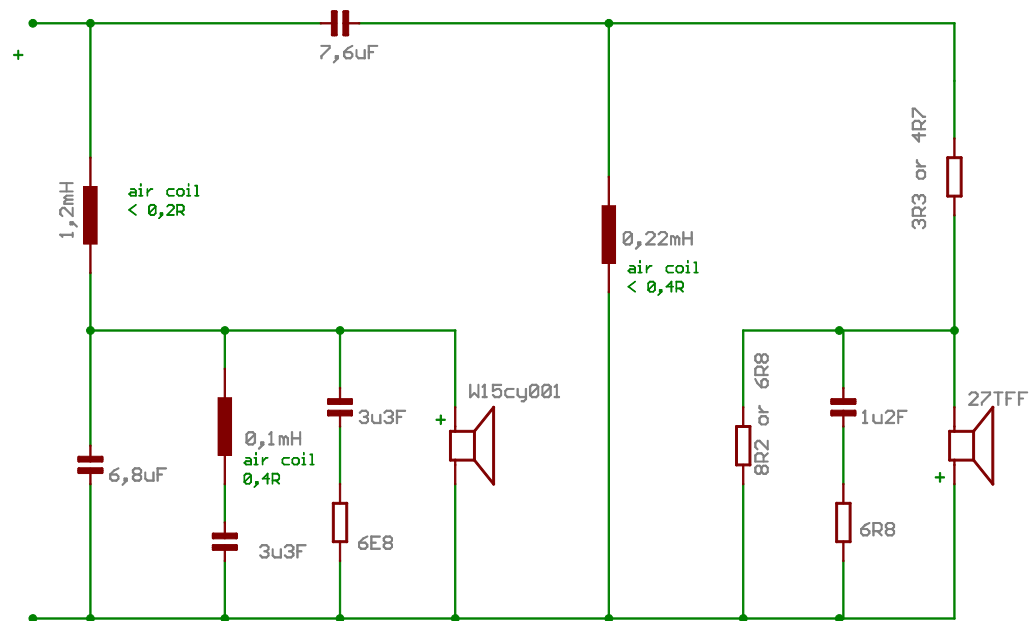 +
7,6uF
3R3 or 4R7
1,2mH
air coil
< 0,2R
0,22mH
air coil
< 0,4R
6,8uF
0,1mH
air coil
0,4R
3u3F
3u3F
6E8
+
W15cy001
8R2 or 6R8
1u2F
6R8
27TFF
+